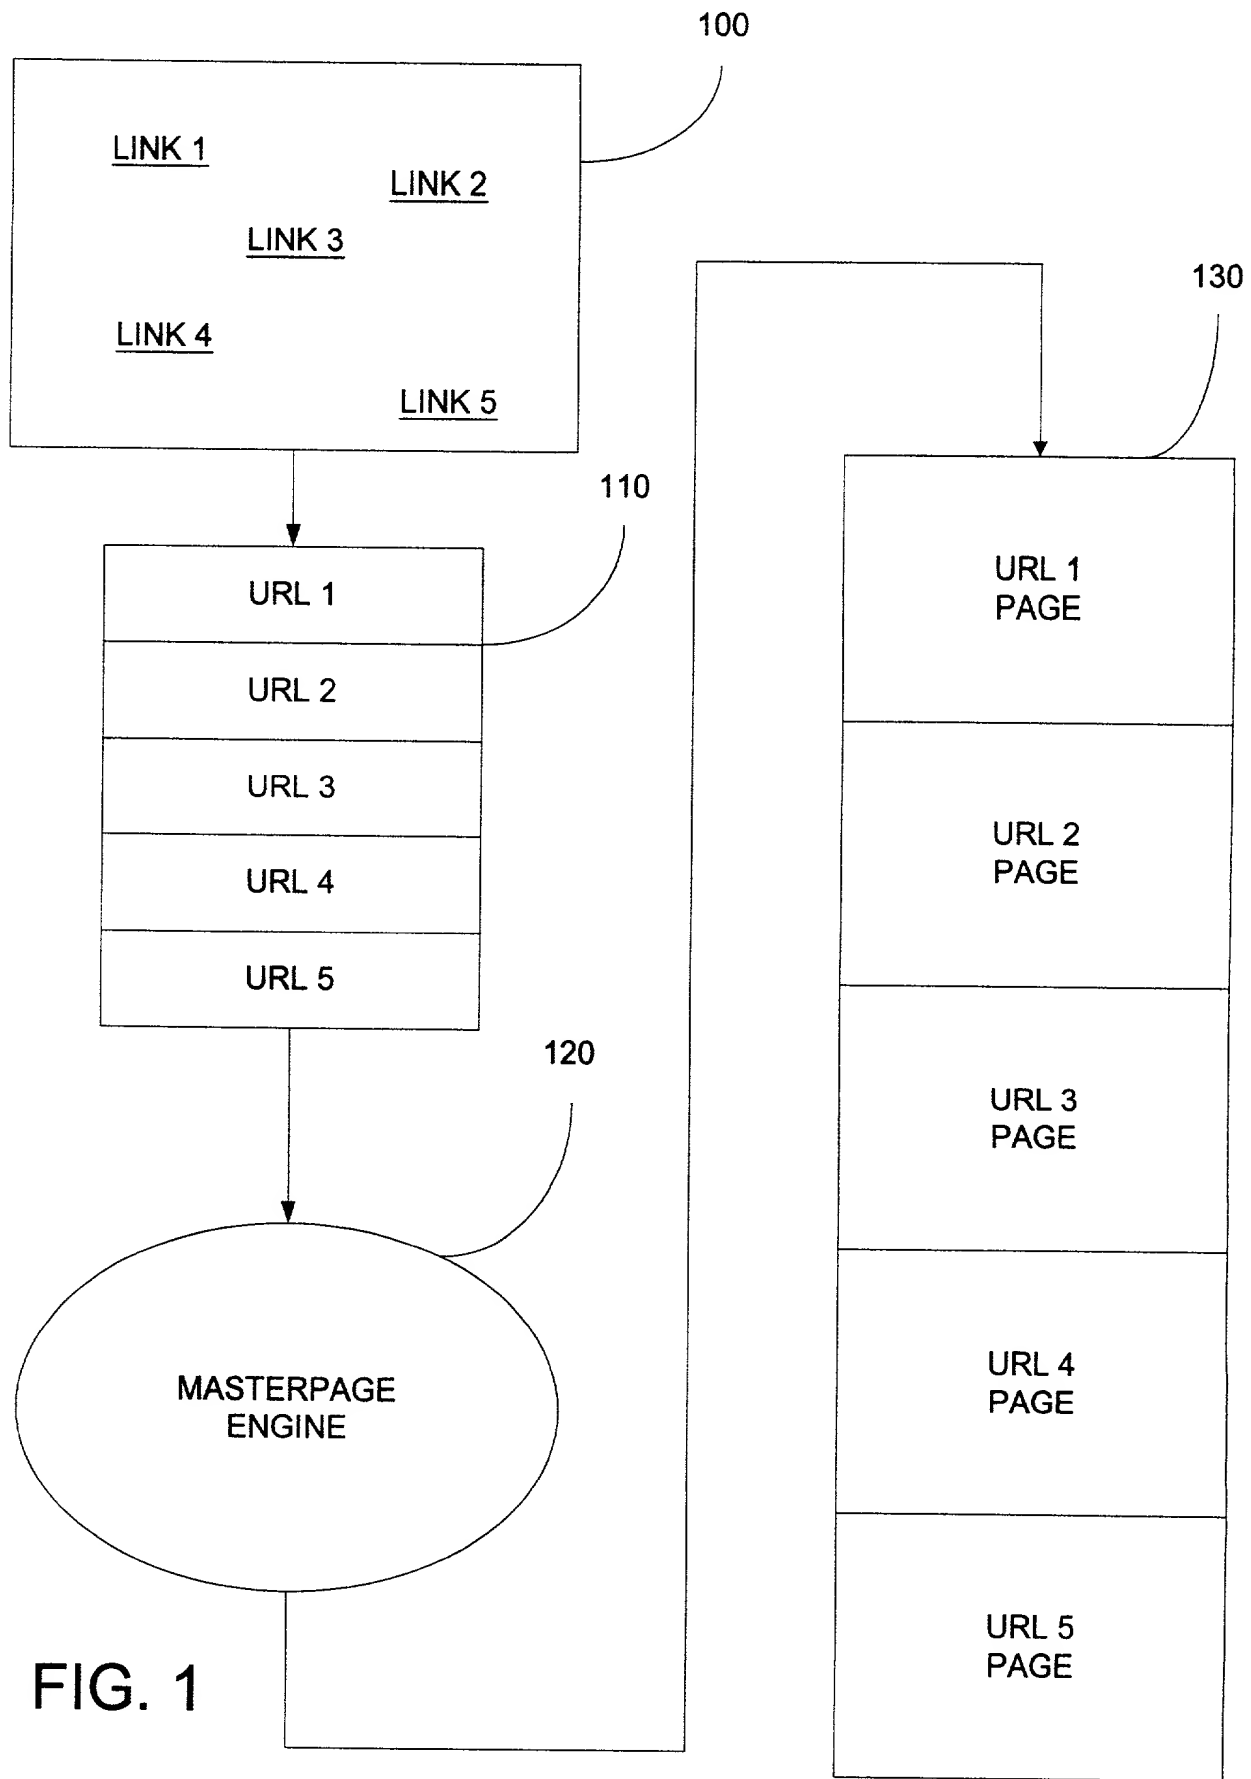 100
LINK 1
LINK 2
LINK 3
LINK 4
LINK 5
110
URL 1
URL 2
URL 3
URL 4
URL 5
120
MASTERPAGE
ENGINE
130
URL 1
PAGE
URL 2
PAGE
URL 3
PAGE
URL 4
PAGE
URL 5
PAGE
FIG. 1